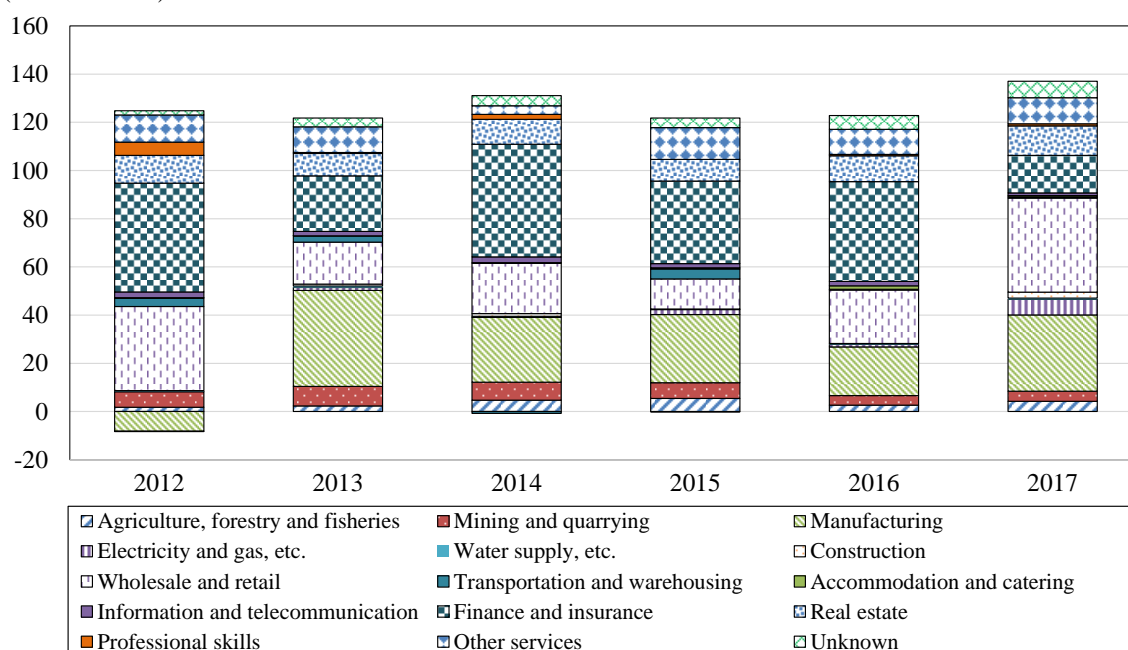 160
140
120
100
80
60
40
20
0
-20
2012 2013 2014 2015 2016 2017
Agriculture, forestry and fisheries Mining and quarrying Manufacturing
Electricity and gas, etc. Water supply, etc. Construction
Wholesale and retail Transportation and warehousing Accommodation and catering
Information and telecommunication Finance and insurance Real estate
Professional skills Other services Unknown